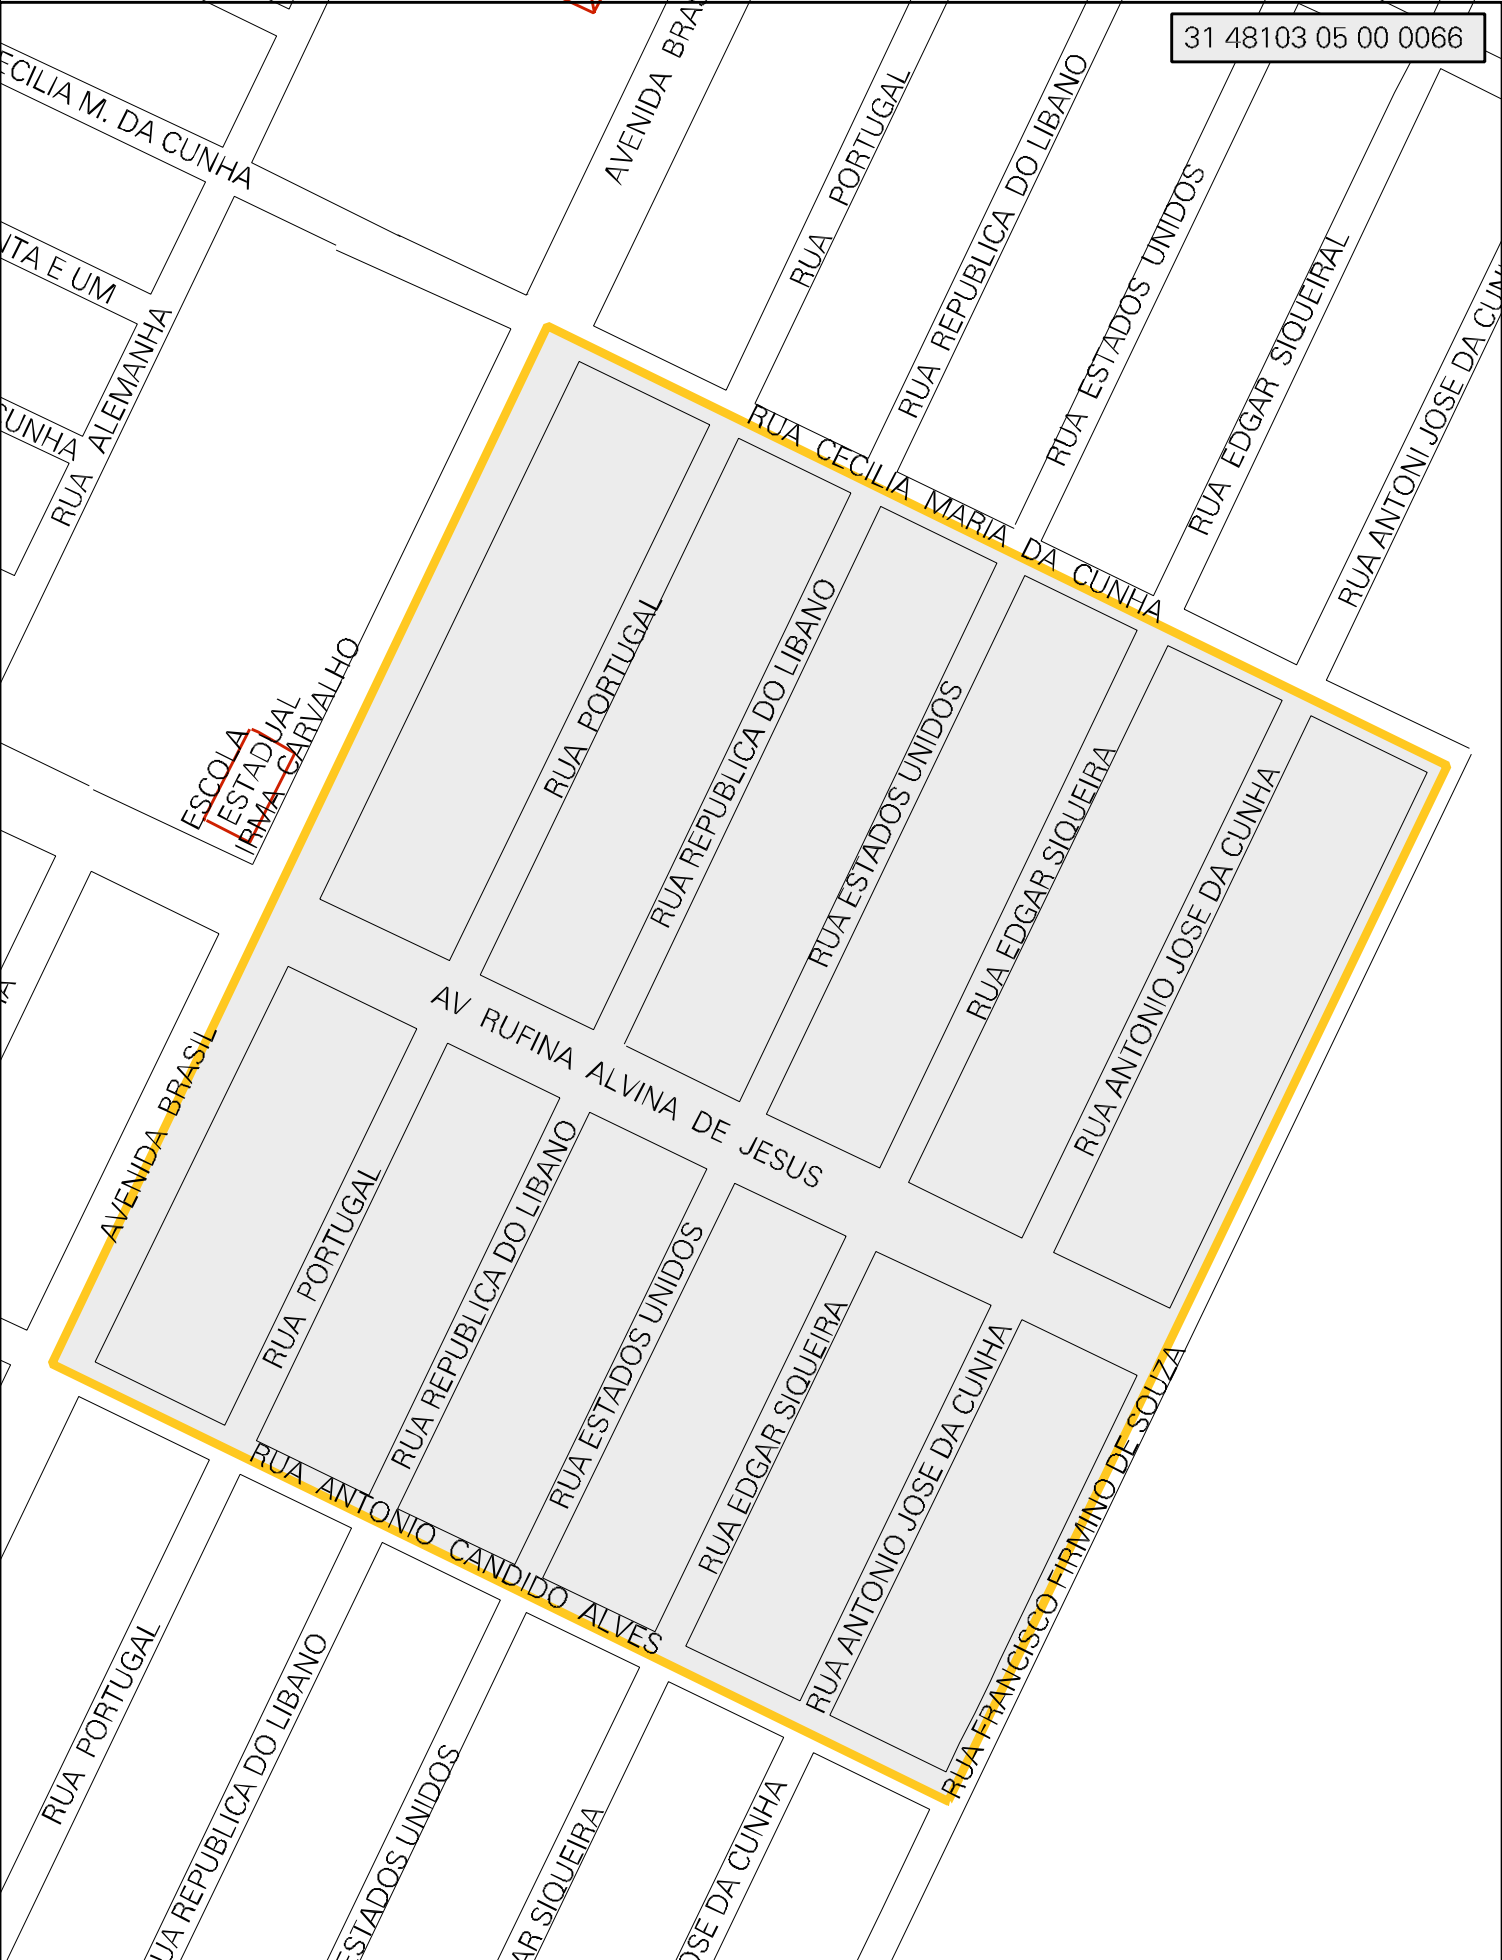 31 48103 05 00 0066
ECILIA M. DA CUNHA
AVENIDA BRAS
RUA PORTUGAL
RUA REPUBLICA DO LIBANO
RUA ESTADOS UNIDOS
RUA EDGAR SIQUEIRAL
RUA ANTONI JOSE DA CUN
NTA E UM
RUA ALEMANHA
CUNHA
RUA CECILIA MARIA DA CUNHA
ESCOLA
ESTADUAL
IRMA CARVALHO
RUA PORTUGAL
RUA REPUBLICA DO LIBANO
RUA ESTADOS UNIDOS
RUA EDGAR SIQUEIRA
RUA ANTONIO JOSE DA CUNHA
A
AV RUFINA ALVINA DE JESUS
AVENIDA BRASIL
RUA PORTUGAL
RUA REPUBLICA DO LIBANO
RUA ESTADOS UNIDOS
RUA EDGAR SIQUEIRA
RUA ANTONIO JOSE DA CUNHA
RUA FRANCISCO FIRMINO DE SOUZA
RUA ANTONIO CANDIDO ALVES
RUA PORTUGAL
UA REPUBLICA DO LIBANO
ESTADOS UNIDOS
AR SIQUEIRA
OSE DA CUNHA